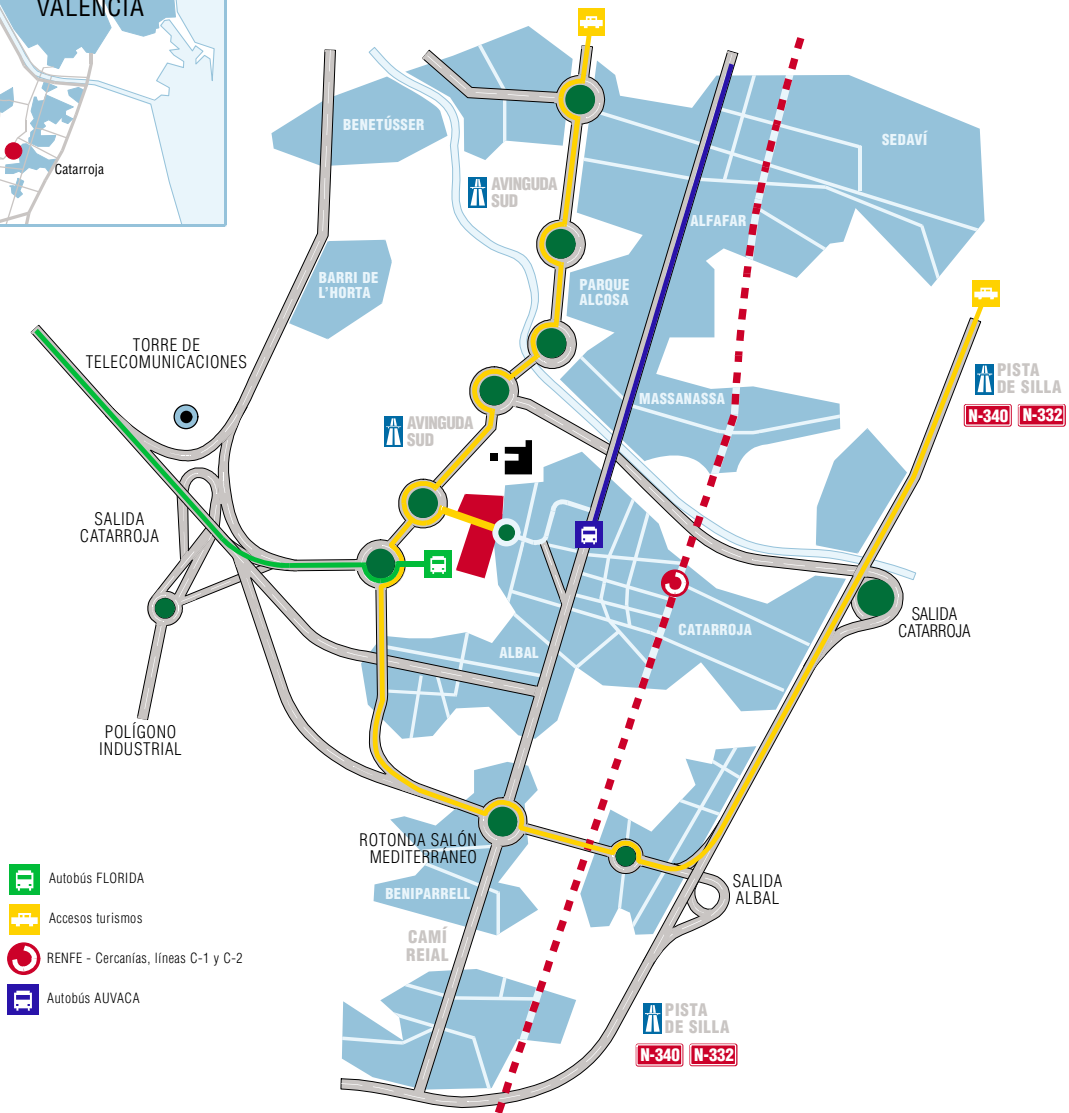 VALENCIA
Catarroja
BENETÚSSER
SEDAVÍ
AVINGUDA
SUD
ALFAFAR
BARRI DE
L'HORTA
PARQUE
ALCOSA
TORRE DE
TELECOMUNICACIONES
PISTA
DE SILLA
N-340 N-332
MASSANASSA
AVINGUDA
SUD
SALIDA
CATARROJA
SALIDA
CATARROJA
CATARROJA
ALBAL
POLÍGONO
INDUSTRIAL
ROTONDA SALÓN
MEDITERRÁNEO
SALIDA
ALBAL
BENIPARRELL
CAMÍ
REIAL
Autobús FLORIDA
Accesos turismos
RENFE - Cercanías, líneas C-1 y C-2
Autobús AUVACA
PISTA
DE SILLA
N-340 N-332